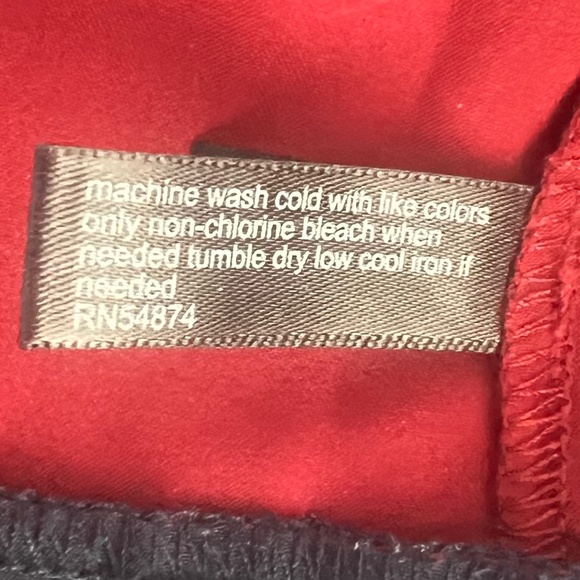 machine wash cold with like colors
only non-chlorine bleach when
needed tumble dry low cool iron if
needed
RN54874